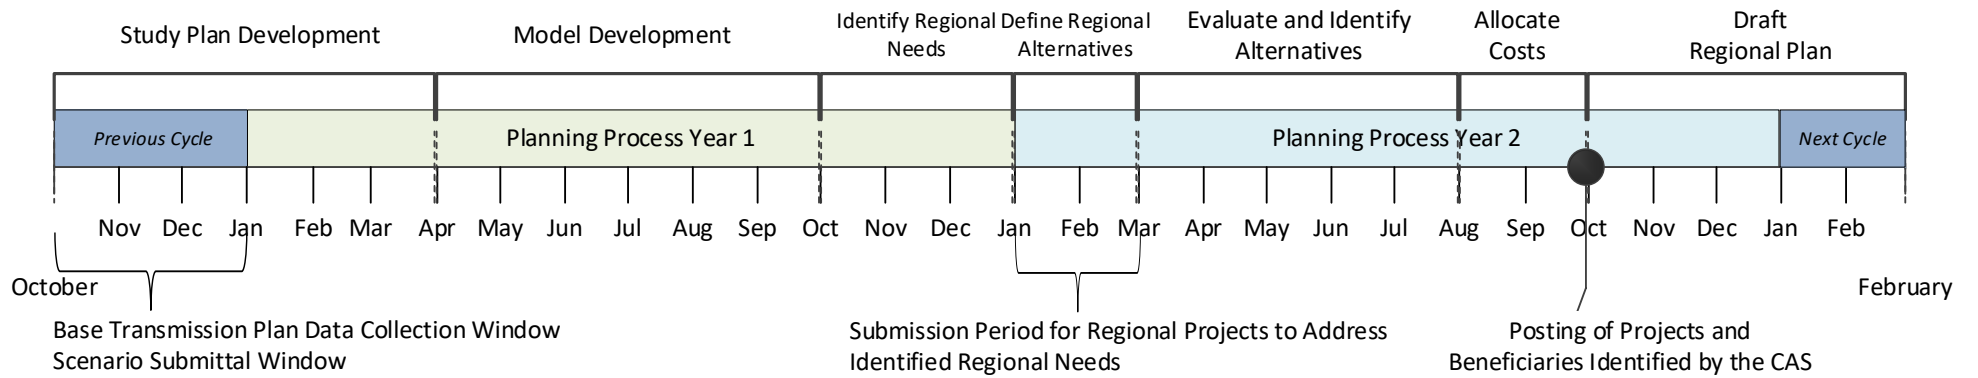 Study Plan Development
Model Development
Identify Regional
Needs
Define Regional
Alternatives
Evaluate and Identify
Alternatives
Allocate
Costs
Draft
Regional Plan
Previous Cycle
Planning Process Year 1
Planning Process Year 2
Next Cycle
Nov Dec Jan Feb Mar Apr May Jun Jul Aug Sep Oct Nov Dec Jan Feb Mar Apr May Jun Jul Aug Sep Oct Nov Dec Jan Feb
October
February
Base Transmission Plan Data Collection Window
Scenario Submittal Window
Submission Period for Regional Projects to Address
Identified Regional Needs
Posting of Projects and
Beneficiaries Identified by the CAS